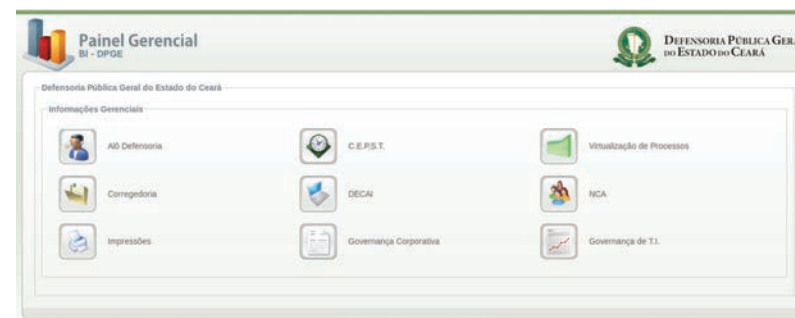 Painel Gerencial
BI - DPGE
DEFENSORIA PÚBLICA GER
DO ESTADO DO CEARÁ
Defensoria Pública Geral do Estado do Ceará
Informações Gerenciais
Alô Defensoria
C.E.P.S.T.
Virtualização de Processos
Corregedoria
DECAI
NCA
Impressões
Governança Corporativa
Governança de T.I.